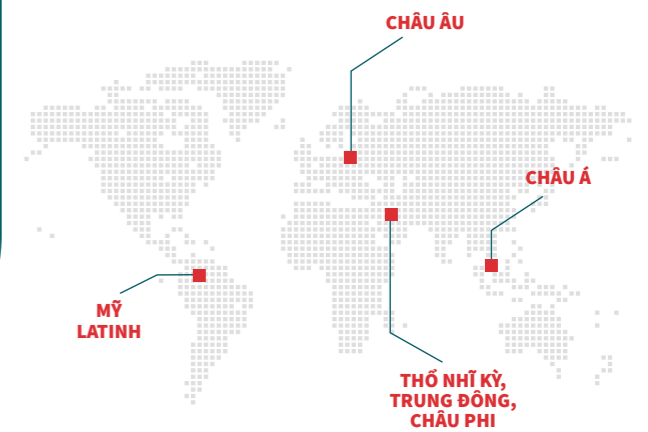 CHÂU ÂU
CHÂU Á
MỸ
LATINH
THỔ NHĨ KỲ,
TRUNG ĐÔNG,
CHÂU PHI